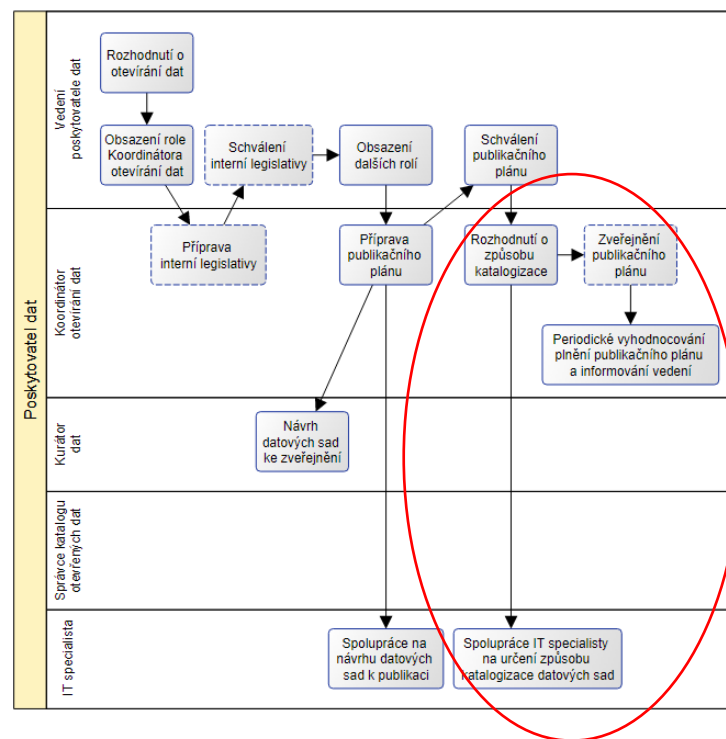 Poskytovatel dat
Vedení
poskytovatele dat
Rozhodnutí o
otevírání dat
Obsazení role
Koordinátora
otevírání dat
Schválení
interní legislativy
Obsazení
dalších rolí
Schválení
publikačního
plánu
Koordinátor
otevírání dat
Příprava
interní legislativy
Příprava
publikačního
plánu
Rozhodnutí o
způsobu
katalogizace
Zveřejnění
publikačního
plánu
Periodické vyhodnocování
plnění publikačního plánu
a informování vedení
Kurátor
dat
Návrh
datových sad
ke zveřejnění
Správce katalogu
otevřených dat
IT specialista
Spolupráce na
návrhu datových
sad k publikaci
Spolupráce IT specialisty
na určení způsobu
katalogizace datových sad